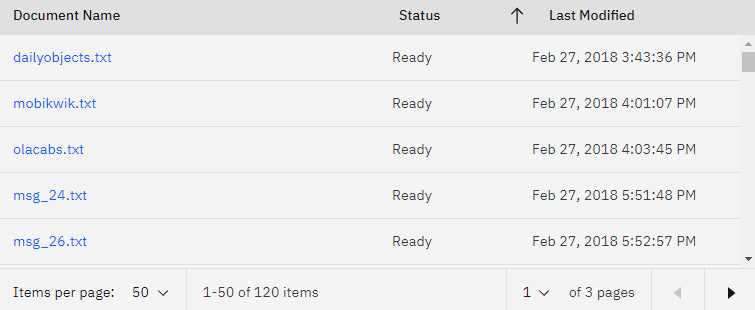 Document Name Status Last Modified
dailyobjects.txt Ready Feb 27, 2018 3:43:36 PM
mobikwik.txt Ready Feb 27, 2018 4:01:07 PM
olacabs.txt Ready Feb 27, 2018 4:03:45 PM
msg_24.txt Ready Feb 27, 2018 5:51:48 PM
msg_26.txt Ready Feb 27, 2018 5:52:57 PM
Items per page: 50 1-50 of 120 items 1 of 3 pages